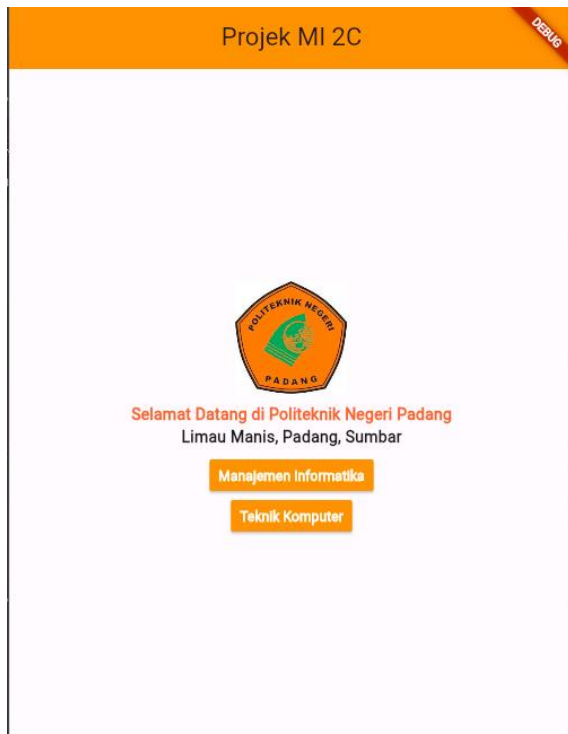 Projek MI 2C
DEBUG
POLITEKNIK NEGERI
PADANG
Selamat Datang di Politeknik Negeri Padang
Limau Manis, Padang, Sumbar
Manajemen Informatika
Teknik Komputer